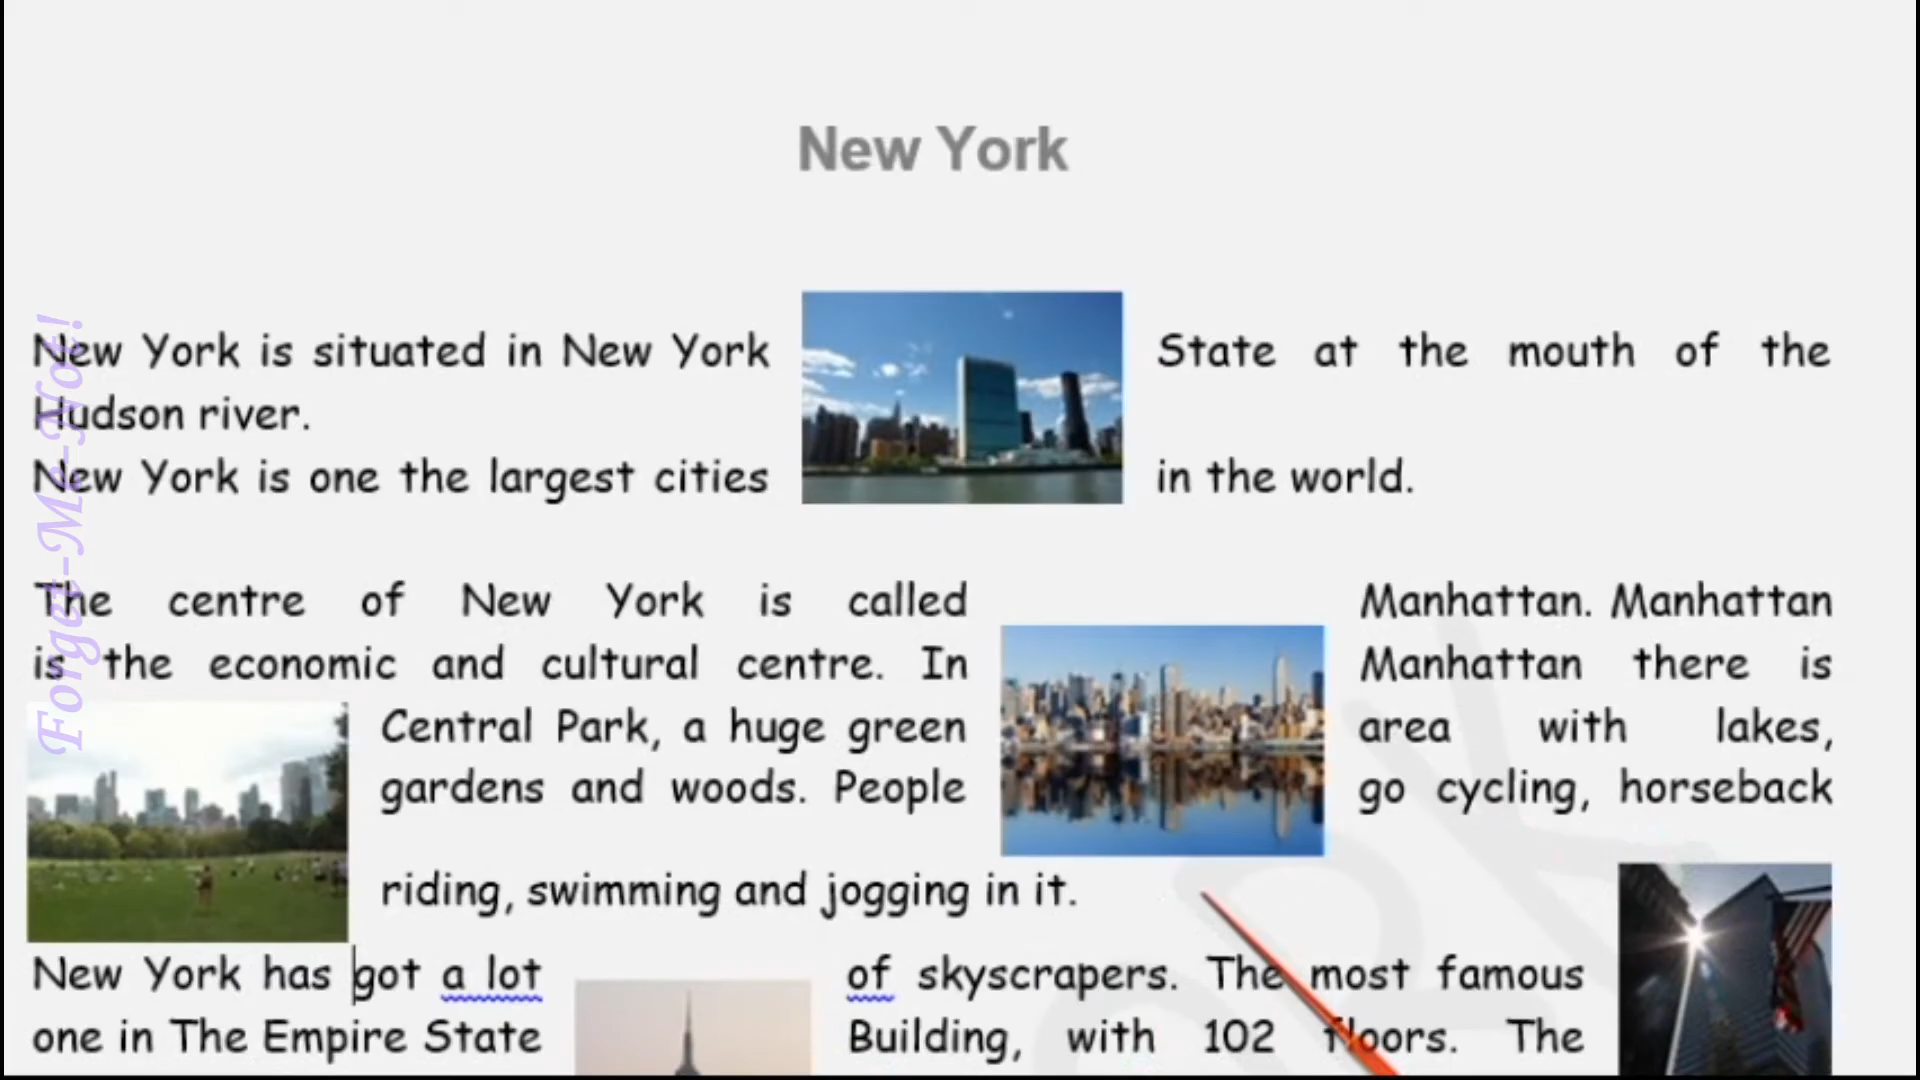 New York
New York is situated in New York State at the mouth of the
Hudson river.
New York is one the largest cities in the world.
The centre of New York is called Manhattan. Manhattan
is the economic and cultural centre. In Manhattan there is
Central Park, a huge green area with lakes,
gardens and woods. People go cycling, horseback
riding, swimming and jogging in it.
New York has got a lot of skyscrapers. The most famous
one in The Empire State Building, with 102 floors. The
Forget-Me-Not!